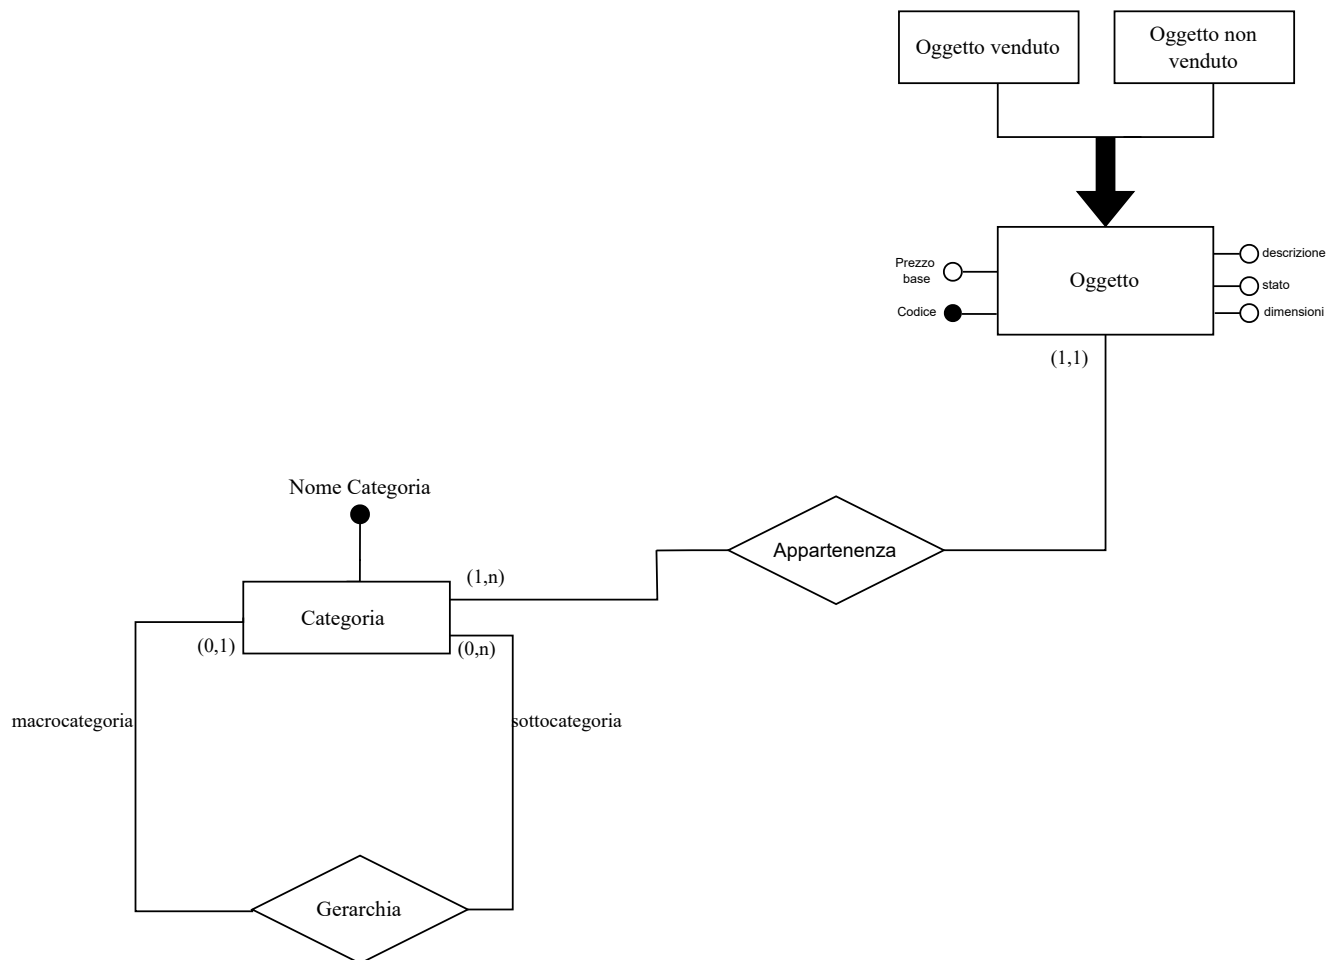 Oggetto venduto
Oggetto non
venduto
Prezzo
base
Codice
Oggetto
descrizione
stato
dimensioni
(1,1)
Nome Categoria
Appartenenza
(1,n)
Categoria
(0,1)
(0,n)
macrocategoria
sottocategoria
Gerarchia